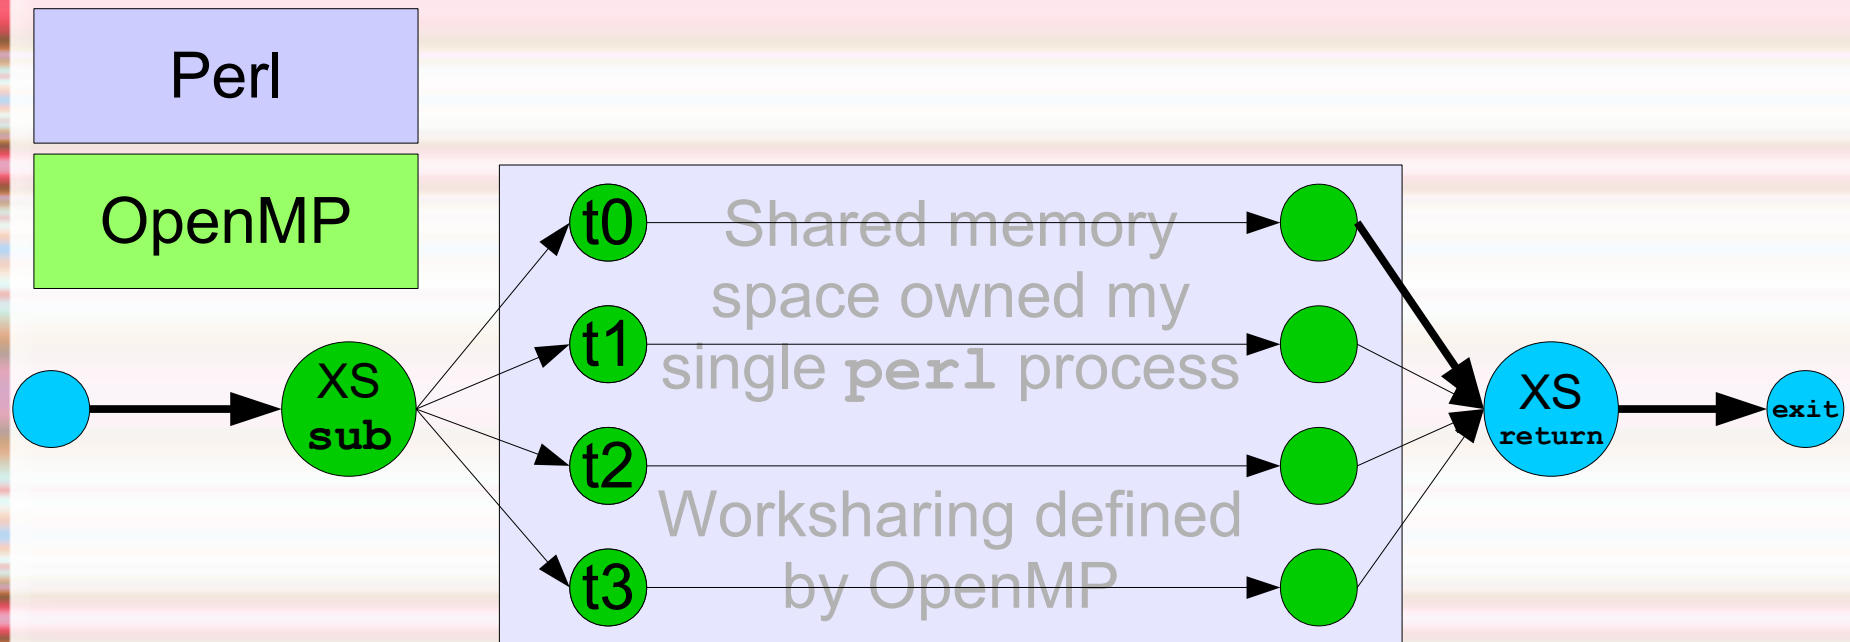 Perl
OpenMP
Shared memory
space owned my
single perl process
Worksharing defined
by OpenMP
t0
t1
t2
t3
XS
sub
XS
return
exit